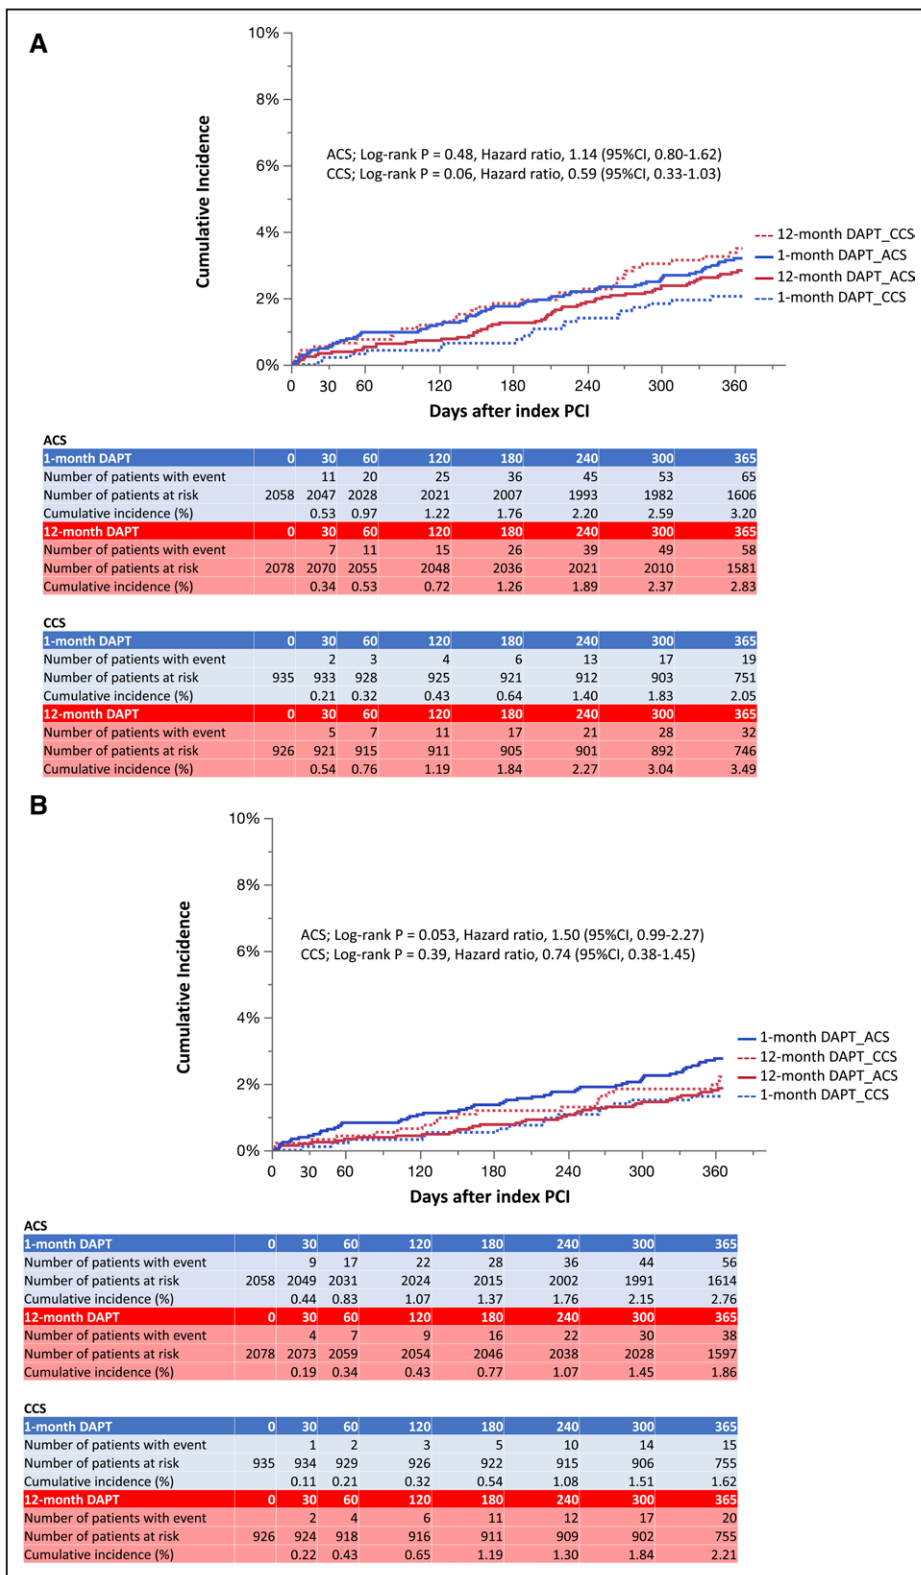 A
10%
8%
6%
4%
2%
0%
Cumulative Incidence
ACS; Log-rank P = 0.48, Hazard ratio, 1.14 (95%CI, 0.80-1.62)
CCS; Log-rank P = 0.06, Hazard ratio, 0.59 (95%CI, 0.33-1.03)
12-month DAPT_CCS
1-month DAPT_ACS
12-month DAPT_ACS
1-month DAPT_CCS
0 30 60 120 180 240 300 360
Days after index PCI
ACS
1-month DAPT 0 30 60 120 180 240 300 365
Number of patients with event 11 20 25 36 45 53 65
Number of patients at risk 2058 2047 2028 2021 2007 1993 1982 1606
Cumulative incidence (%) 0.53 0.97 1.22 1.76 2.20 2.59 3.20
12-month DAPT 0 30 60 120 180 240 300 365
Number of patients with event 7 11 15 26 39 49 58
Number of patients at risk 2078 2070 2055 2048 2036 2021 2010 1581
Cumulative incidence (%) 0.34 0.53 0.72 1.26 1.89 2.37 2.83
CCS
1-month DAPT 0 30 60 120 180 240 300 365
Number of patients with event 2 3 4 6 13 17 19
Number of patients at risk 935 933 928 925 921 912 903 751
Cumulative incidence (%) 0.21 0.32 0.43 0.64 1.40 1.83 2.05
12-month DAPT 0 30 60 120 180 240 300 365
Number of patients with event 5 7 11 17 21 28 32
Number of patients at risk 926 921 915 911 905 901 892 746
Cumulative incidence (%) 0.54 0.76 1.19 1.84 2.27 3.04 3.49
B
10%
8%
6%
4%
2%
0%
Cumulative Incidence
ACS; Log-rank P = 0.053, Hazard ratio, 1.50 (95%CI, 0.99-2.27)
CCS; Log-rank P = 0.39, Hazard ratio, 0.74 (95%CI, 0.38-1.45)
1-month DAPT_ACS
12-month DAPT_CCS
12-month DAPT_ACS
1-month DAPT_CCS
0 30 60 120 180 240 300 360
Days after index PCI
ACS
1-month DAPT 0 30 60 120 180 240 300 365
Number of patients with event 9 17 22 28 36 44 56
Number of patients at risk 2058 2049 2031 2024 2015 2002 1991 1614
Cumulative incidence (%) 0.44 0.83 1.07 1.37 1.76 2.15 2.76
12-month DAPT 0 30 60 120 180 240 300 365
Number of patients with event 4 7 9 16 22 30 38
Number of patients at risk 2078 2073 2059 2054 2046 2038 2028 1597
Cumulative incidence (%) 0.19 0.34 0.43 0.77 1.07 1.45 1.86
CCS
1-month DAPT 0 30 60 120 180 240 300 365
Number of patients with event 1 2 3 5 10 14 15
Number of patients at risk 935 934 929 926 922 915 906 755
Cumulative incidence (%) 0.11 0.21 0.32 0.54 1.08 1.51 1.62
12-month DAPT 0 30 60 120 180 240 300 365
Number of patients with event 2 4 6 11 12 17 20
Number of patients at risk 926 924 918 916 911 909 902 755
Cumulative incidence (%) 0.22 0.43 0.65 1.19 1.30 1.84 2.21